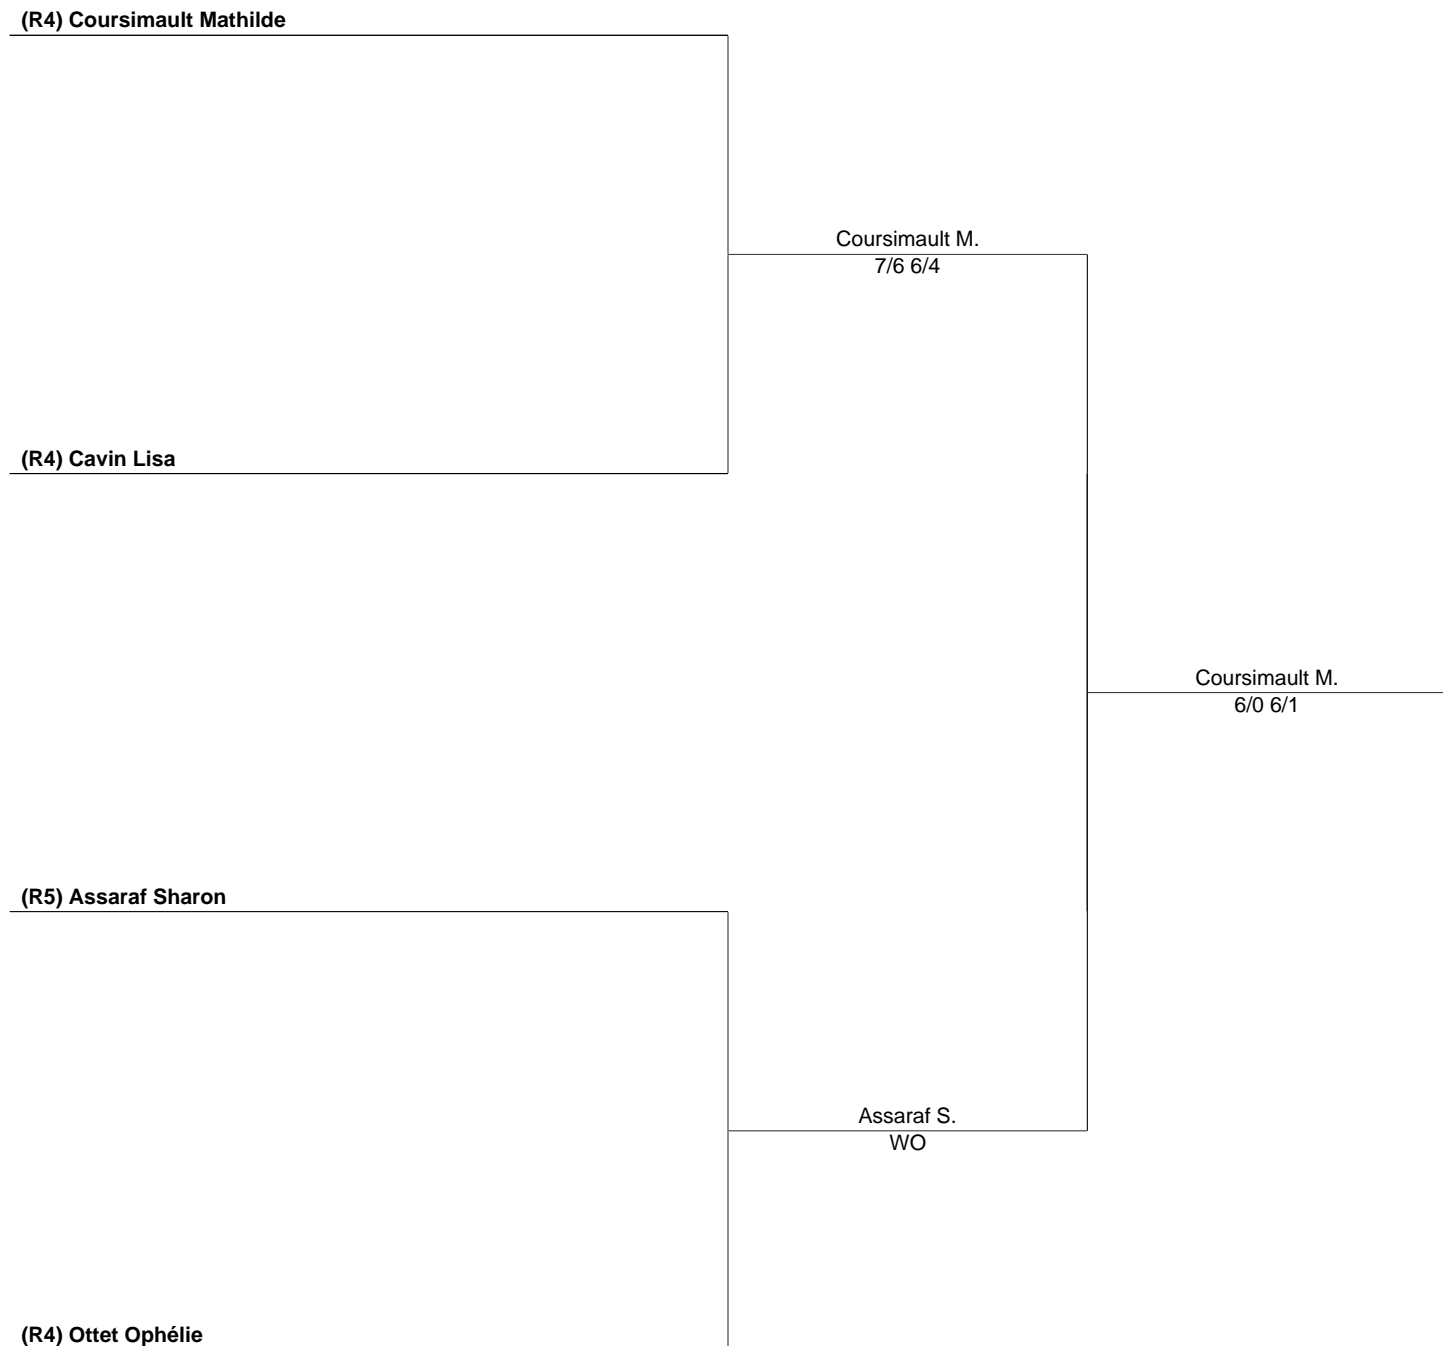 (R4) Coursimault Mathilde
Coursimault M.
7/6 6/4
(R4) Cavin Lisa
Coursimault M.
6/0 6/1
(R5) Assaraf Sharon
Assaraf S.
WO
(R4) Ottet Ophélie